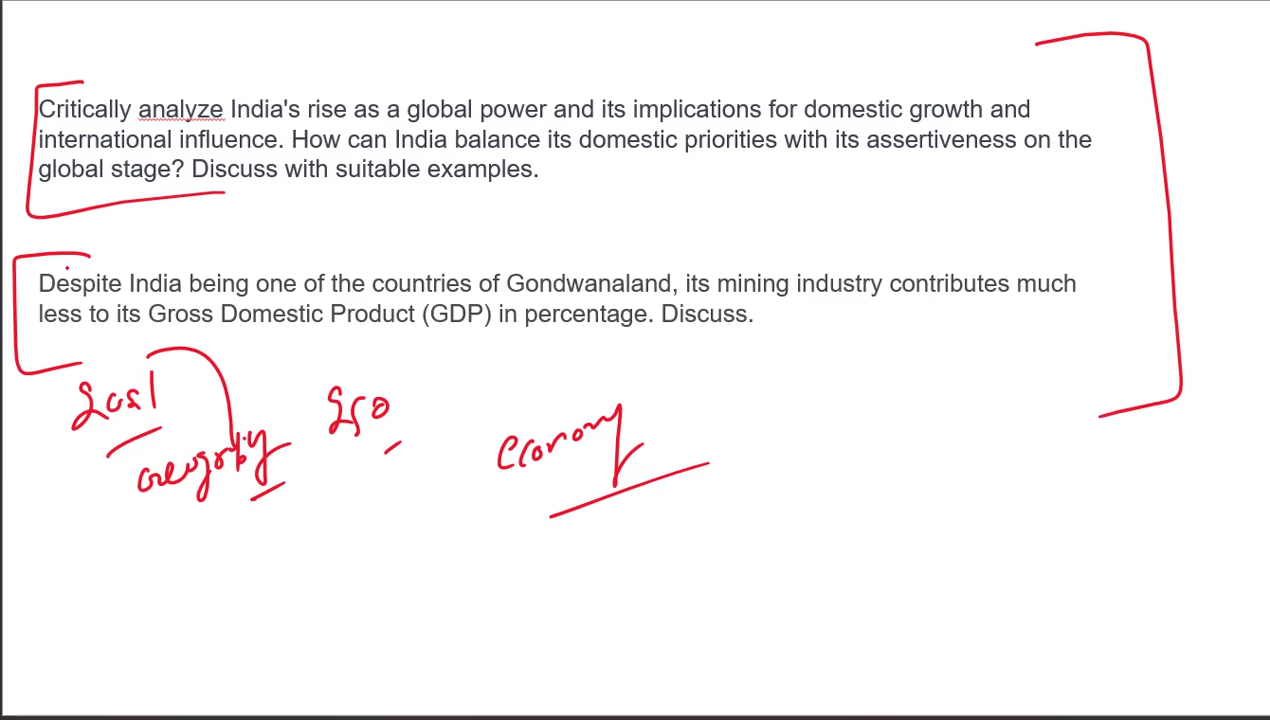 Critically analyze India's rise as a global power and its implications for domestic growth and
international influence. How can India balance its domestic priorities with its assertiveness on the
global stage? Discuss with suitable examples.
Despite India being one of the countries of Gondwanaland, its mining industry contributes much
less to its Gross Domestic Product (GDP) in percentage. Discuss.
economy